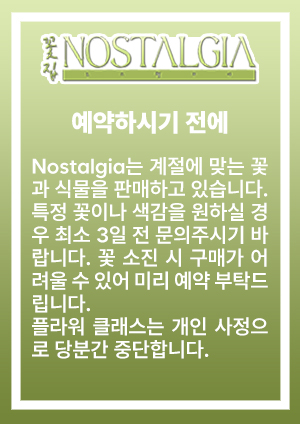 꽃집 NOSTALGIA
예약하시기 전에
Nostalgia는 계절에 맞는 꽃
과 식물을 판매하고 있습니다.
특정 꽃이나 색감을 원하실 경
우 최소 3일 전 문의주시기 바
랍니다. 꽃 소진 시 구매가 어
려울 수 있어 미리 예약 부탁드
립니다.
플라워 클래스는 개인 사정으
로 당분간 중단합니다.